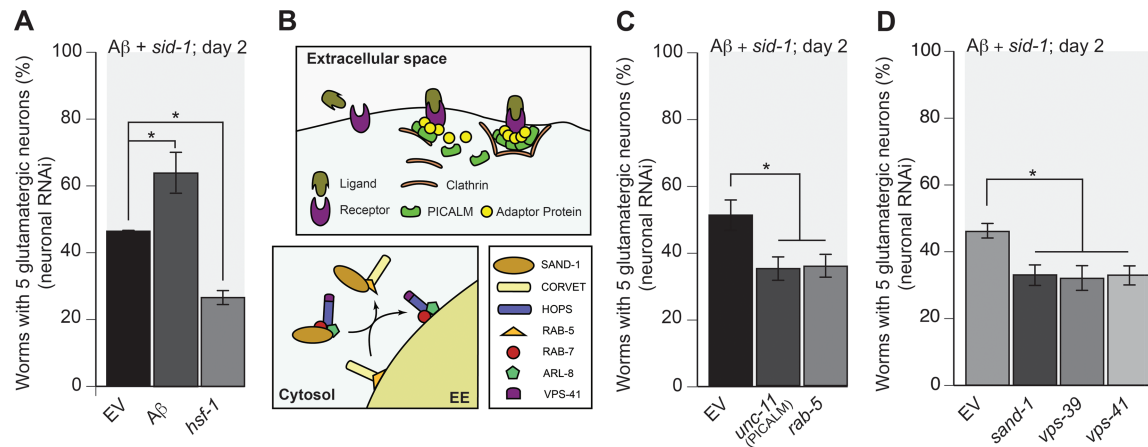 A
Aβ + sid-1; day 2
Worms with 5 glutamatergic neurons (%)
(neuronal RNAi)
100
80
60
40
20
0
*
*
EV
Aβ
hsf-1
B
Extracellular space
Ligand
Clathrin
Receptor
PICALM
Adaptor Protein
Cytosol
EE
SAND-1
CORVET
HOPS
RAB-5
RAB-7
ARL-8
VPS-41
C
Aβ + sid-1; day 2
Worms with 5 glutamatergic neurons (%)
(neuronal RNAi)
100
80
60
40
20
0
*
EV
unc-11
(PICALM)
rab-5
D
Aβ + sid-1; day 2
Worms with 5 glutamatergic neurons (%)
(neuronal RNAi)
100
80
60
40
20
0
*
EV
sand-1
vps-39
vps-41